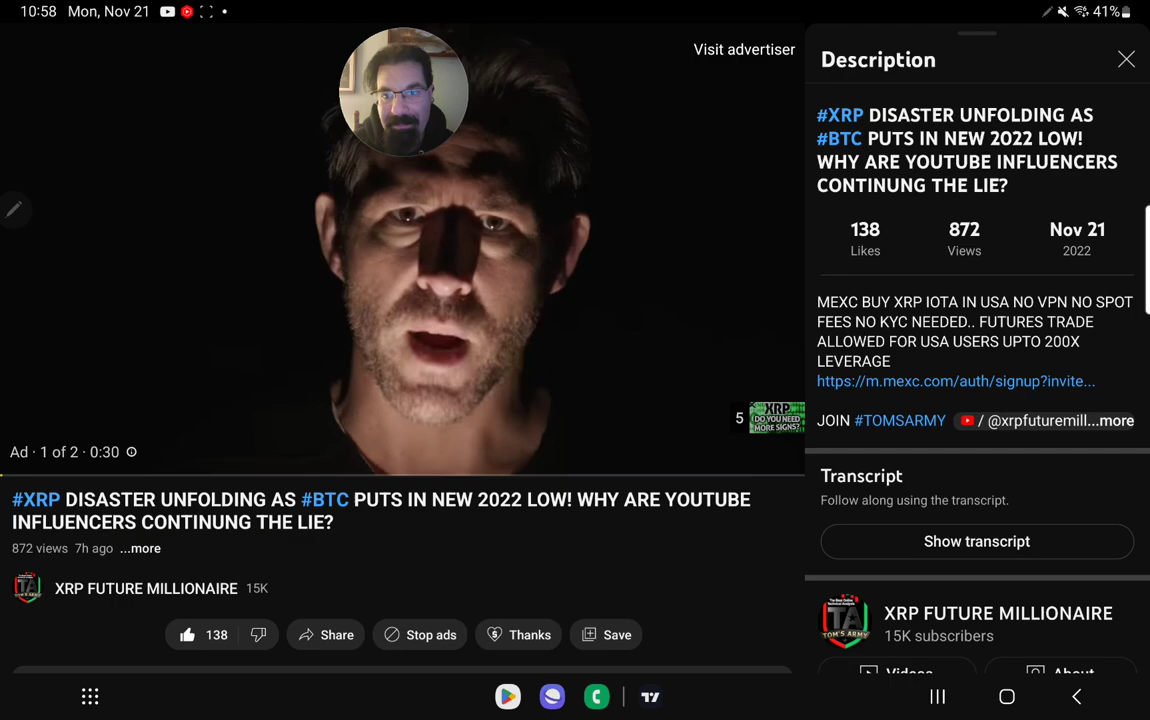 10:58 Mon, Nov 21
41%
Visit advertiser
5
XRP
DO YOU NEED
MORE SIGNS?
Ad · 1 of 2 · 0:30
#XRP DISASTER UNFOLDING AS #BTC PUTS IN NEW 2022 LOW! WHY ARE YOUTUBE
INFLUENCERS CONTINUNG THE LIE?
872 views 7h ago ...more
XRP FUTURE MILLIONAIRE 15K
138
Share
Stop ads
Thanks
Save
Description
#XRP DISASTER UNFOLDING AS
#BTC PUTS IN NEW 2022 LOW!
WHY ARE YOUTUBE INFLUENCERS
CONTINUNG THE LIE?
138 872 Nov 21
Likes Views 2022
MEXC BUY XRP IOTA IN USA NO VPN NO SPOT
FEES NO KYC NEEDED.. FUTURES TRADE
ALLOWED FOR USA USERS UPTO 200X
LEVERAGE
https://m.mexc.com/auth/signup?invite...
JOIN #TOMSARMY / @xrpfuturemill...more
Transcript
Follow along using the transcript.
Show transcript
TA
TOM'S ARMY
XRP FUTURE MILLIONAIRE
15K subscribers
Videos
About